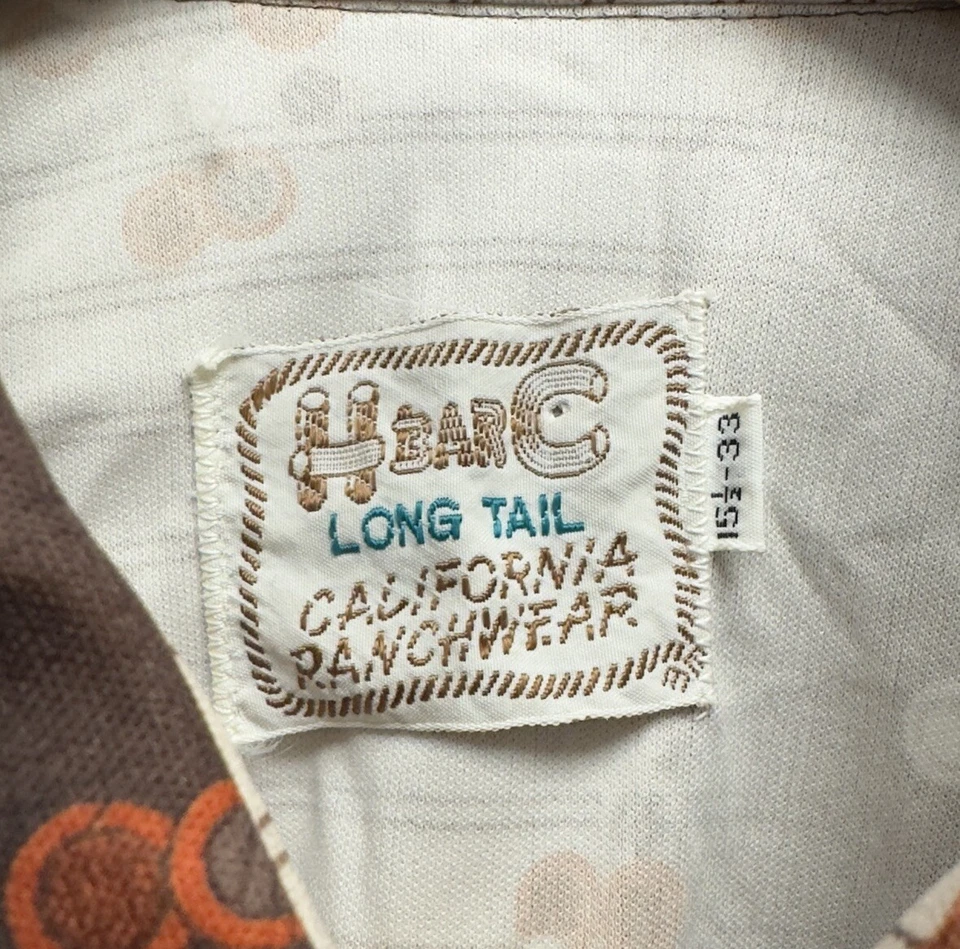 H BAR C
LONG TAIL
CALIFORNIA
RANCHWEAR
15½-33